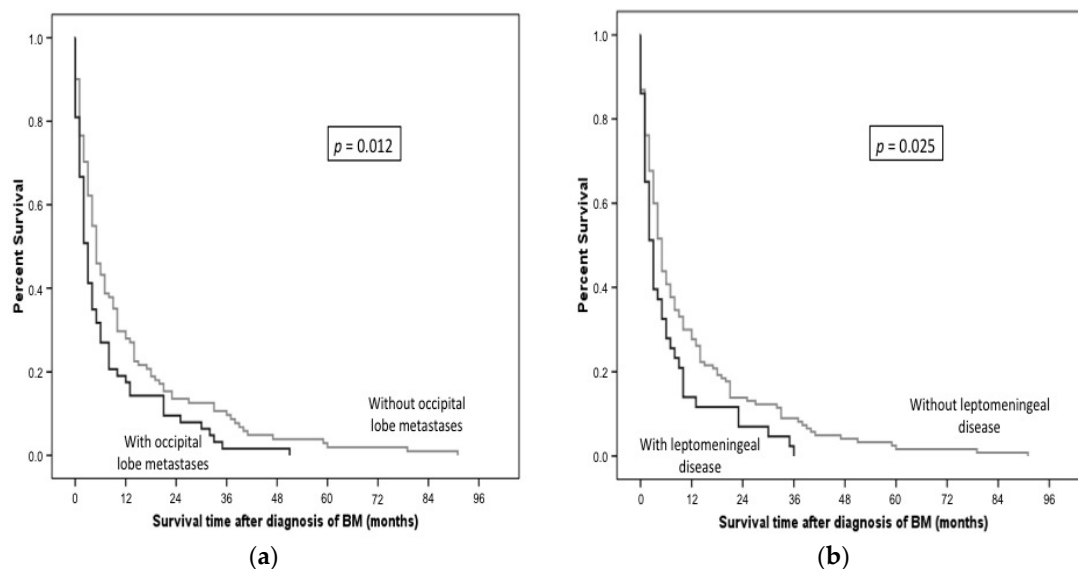 1.0
0.8
0.6
0.4
0.2
0.0
Percent Survival
p = 0.012
Without occipital
lobe metastases
With occipital
lobe metastases
0 12 24 36 48 60 72 84 96
Survival time after diagnosis of BM (months)
(a)
1.0
0.8
0.6
0.4
0.2
0.0
Percent Survival
p = 0.025
Without leptomeningeal
disease
With leptomeningeal
disease
0 12 24 36 48 60 72 84 96
Survival time after diagnosis of BM (months)
(b)